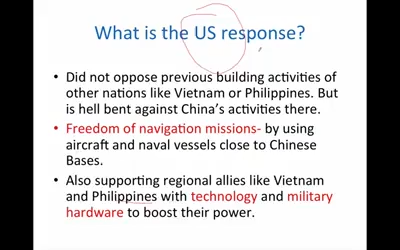 What is the US response?
• Did not oppose previous building activities of
other nations like Vietnam or Philippines. But
is hell bent against China's activities there.
• Freedom of navigation missions- by using
aircraft and naval vessels close to Chinese
Bases.
• Also supporting regional allies like Vietnam
and Philippines with technology and military
hardware to boost their power.